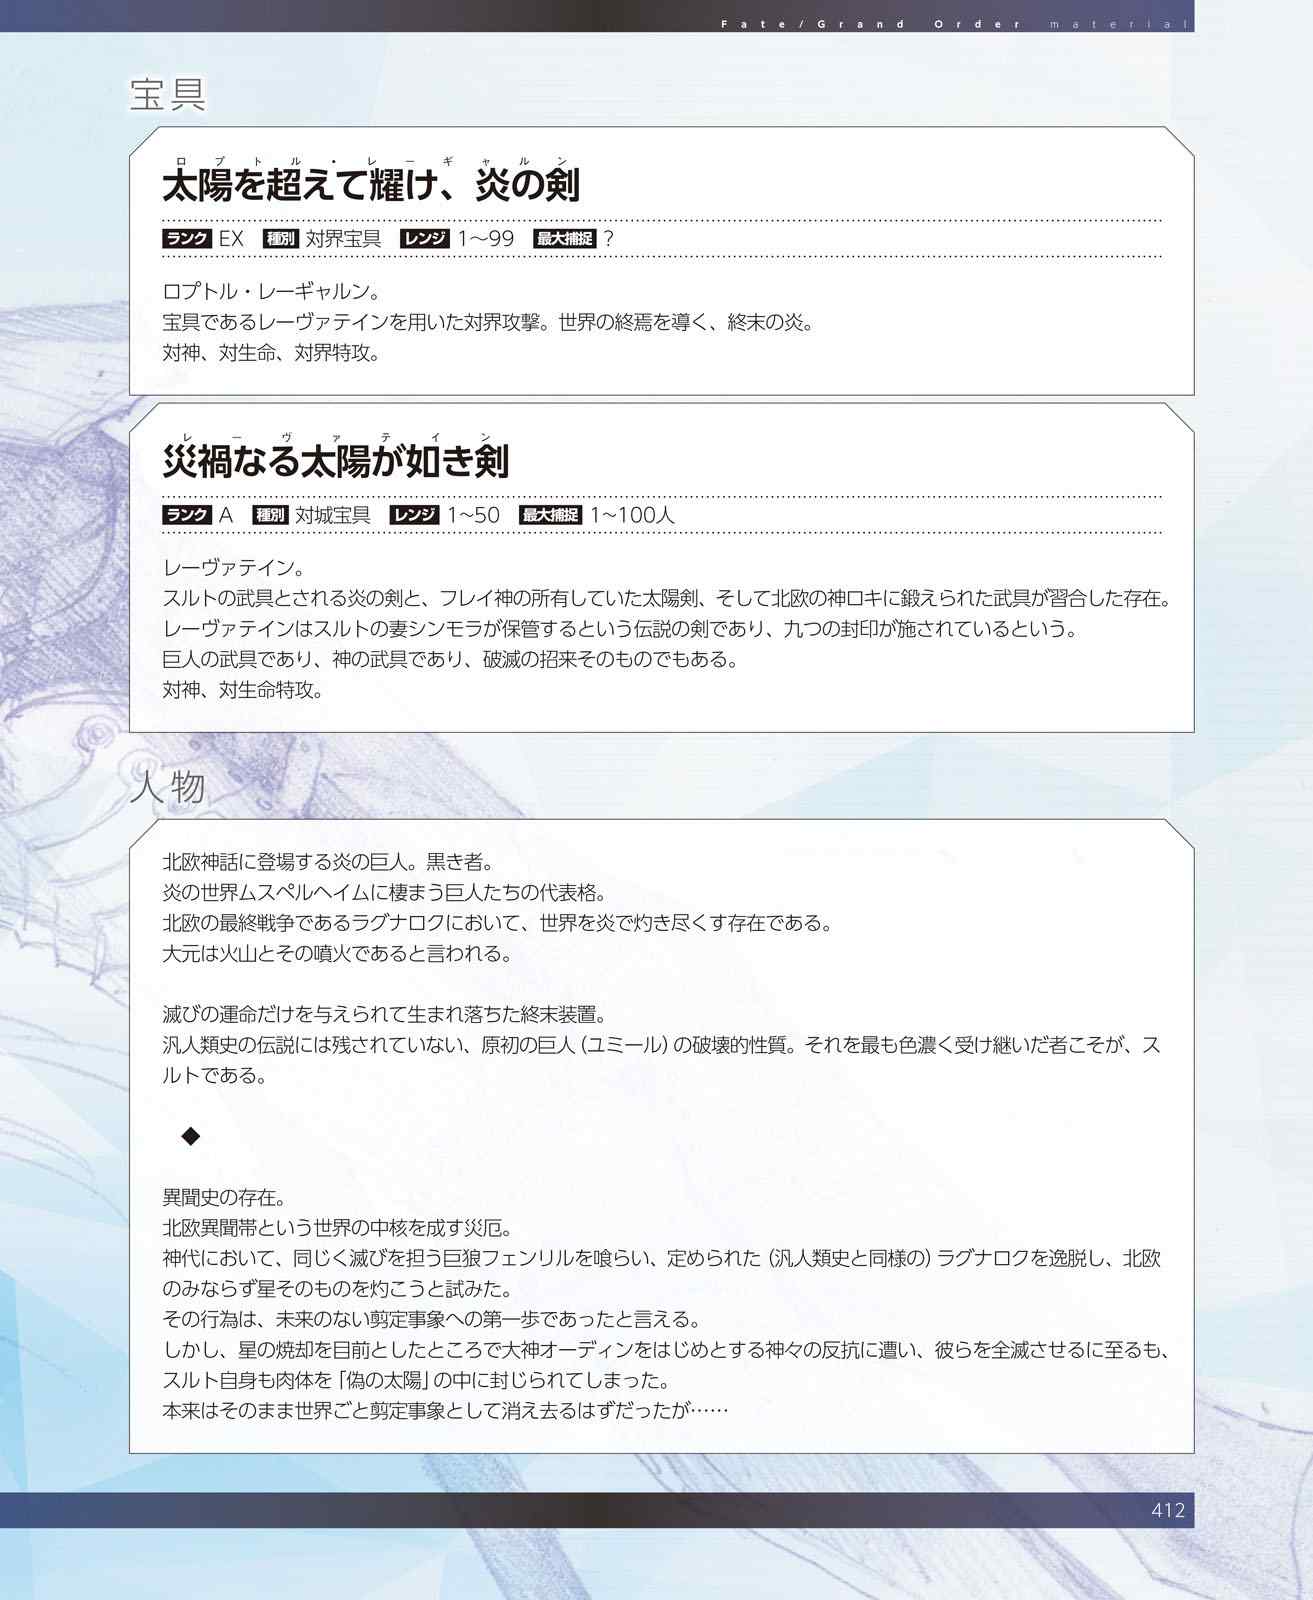 Fate/Grand Order material
宝具
ロプトル・レーギャルン
太陽を超えて耀け、炎の剣
ランク EX 種別 対界宝具 レンジ 1～99 最大捕捉 ?
ロプトル・レーギャルン。
宝具であるレーヴァテインを用いた対界攻撃。世界の終焉を導く、終末の炎。
対神、対生命、対界特攻。
レーヴァテイン
災禍なる太陽が如き剣
ランク A 種別 対城宝具 レンジ 1~50 最大捕捉 1~100人
レーヴァテイン。
スルトの武具とされる炎の剣と、フレイ神の所有していた太陽剣、そして北欧の神ロキに鍛えられた武具が習合した存在。
レーヴァテインはスルトの妻シンモラが保管するという伝説の剣であり、九つの封印が施されているという。
巨人の武具であり、神の武具であり、破滅の招来そのものでもある。
対神、対生命特攻。
人物
北欧神話に登場する炎の巨人。黒き者。
炎の世界ムスペルヘイムに棲まう巨人たちの代表格。
北欧の最終戦争であるラグナロクにおいて、世界を炎で灼き尽くす存在である。
大元は火山とその噴火であると言われる。
滅びの運命だけを与えられて生まれ落ちた終末装置。
汎人類史の伝説には残されていない、原初の巨人（ユミール）の破壊的性質。それを最も色濃く受け継いだ者こそが、ス
ルトである。
◆
異聞史の存在。
北欧異聞帯という世界の中核を成す災厄。
神代において、同じく滅びを担う巨狼フェンリルを喰らい、定められた（汎人類史と同様の）ラグナロクを逸脱し、北欧
のみならず星そのものを灼こうと試みた。
その行為は、未来のない剪定事象への第一歩であったと言える。
しかし、星の焼却を目前としたところで大神オーディンをはじめとする神々の反抗に遭い、彼らを全滅させるに至るも、
スルト自身も肉体を「偽の太陽」の中に封じられてしまった。
本来はそのまま世界ごと剪定事象として消え去るはずだったが……
412